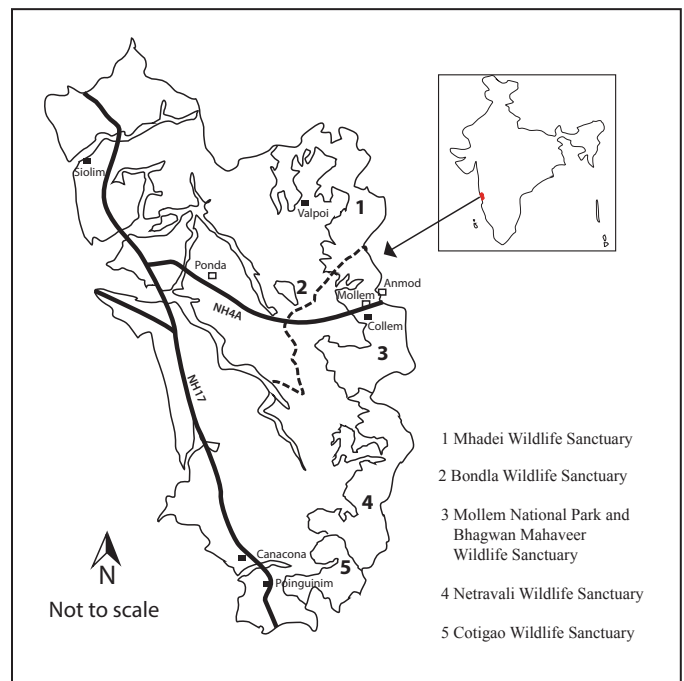 Siolim
Valpoi
1
Ponda
2
Anmod
Mollem
NH4A
Collem
3
NH17
4
Canacona
5
Poinguinim
N
Not to scale
1 Mhadei Wildlife Sanctuary
2 Bondla Wildlife Sanctuary
3 Mollem National Park and
Bhagwan Mahaveer
Wildlife Sanctuary
4 Netravali Wildlife Sanctuary
5 Cotigao Wildlife Sanctuary